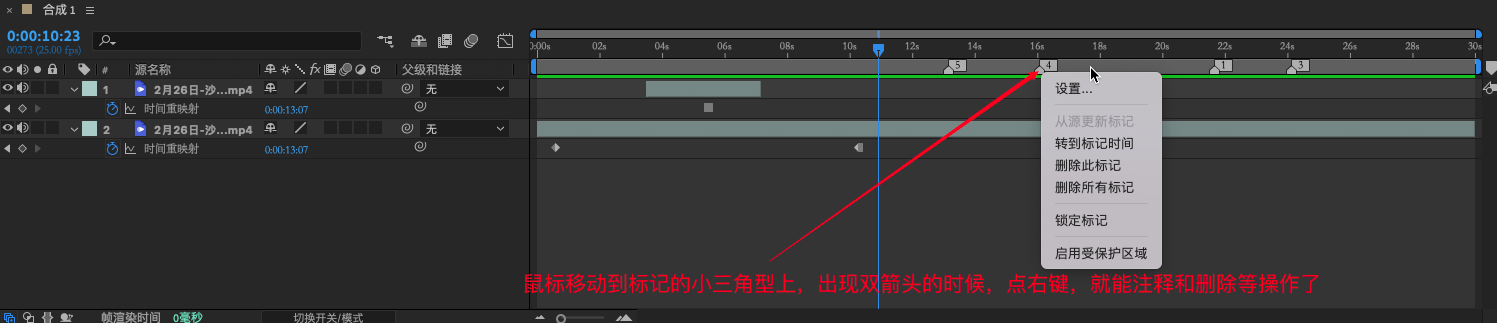 × 合成 1 ≡
0:00:10:23
00273 (25.00 fps)
0:00s 02s 04s 06s 08s 10s 12s 14s 16s 18s 20s 22s 24s 26s 28s 30s
5 4 1 3
# 源名称 fx 父级和链接
1 2月26日-沙...mp4 无
时间重映射 0:00:13:07
2 2月26日-沙...mp4 无
时间重映射 0:00:13:07
设置...
从源更新标记
转到标记时间
删除此标记
删除所有标记
锁定标记
启用受保护区域
鼠标移动到标记的小三角型上，出现双箭头的时候，点右键，就能注释和删除等操作了
帧渲染时间 0毫秒 切换开关/模式